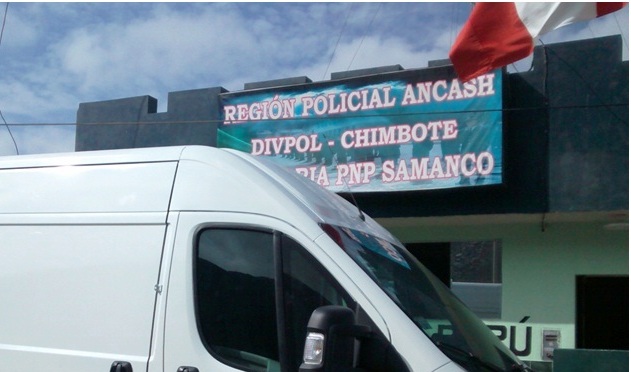 REGIÓN POLICIAL ANCASH
DIVPOL - CHIMBOTE
PNP SAMANCO